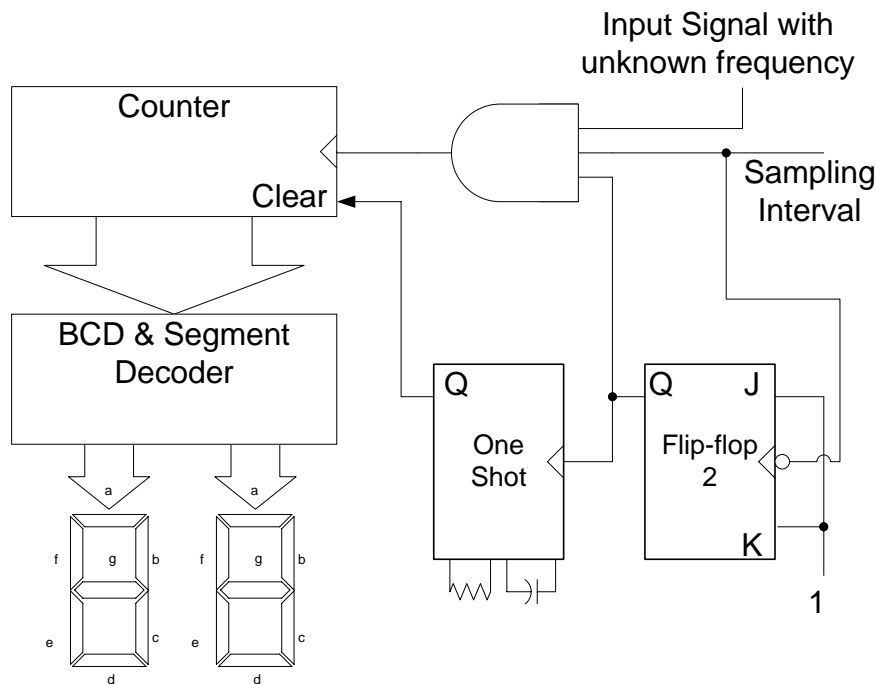 Input Signal with
unknown frequency
Counter
Clear
Sampling
Interval
BCD & Segment
Decoder
Q
One
Shot
Q
J
Flip-flop
2
K
1
a
f
g
b
e
c
d
a
f
g
b
e
c
d